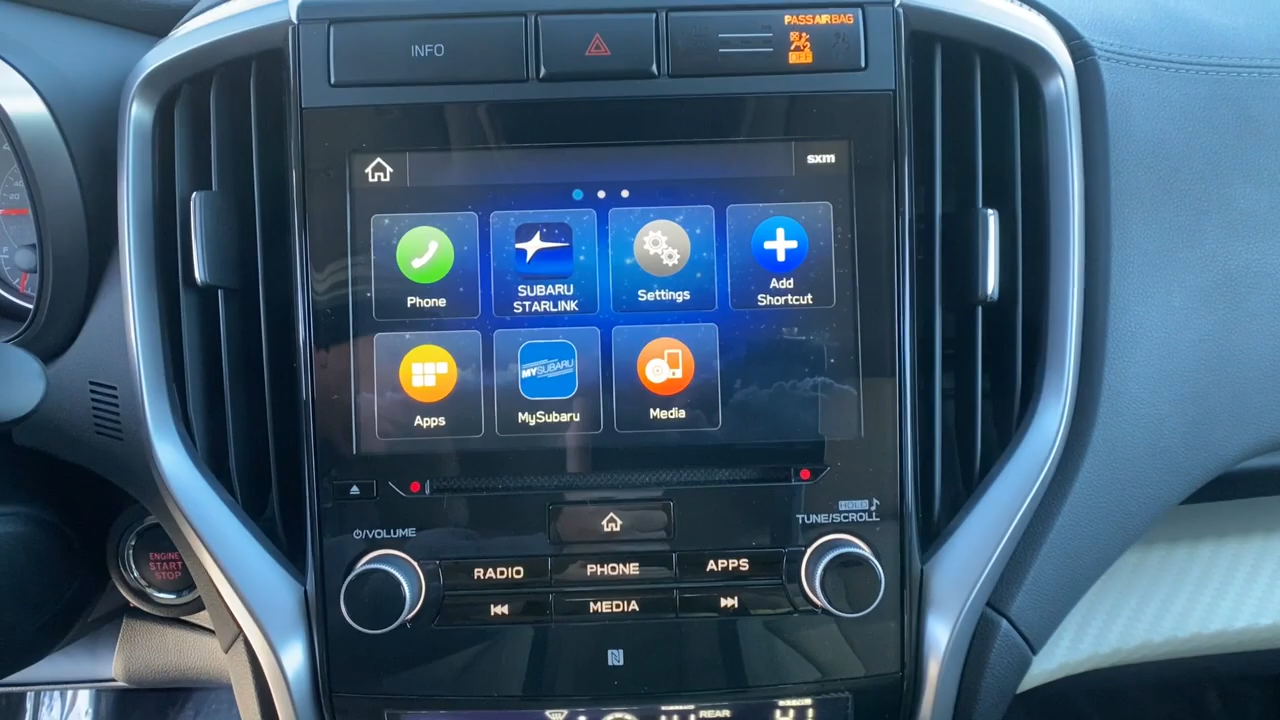 PASS AIR BAG
INFO
OFF
sxm
Phone
SUBARU
STARLINK
Settings
Add
Shortcut
Apps
MYSUBARU
MySubaru
Media
HOLD
VOLUME
TUNE/SCROLL
ENGINE
START
STOP
RADIO
PHONE
APPS
MEDIA
N
REAR
20
F